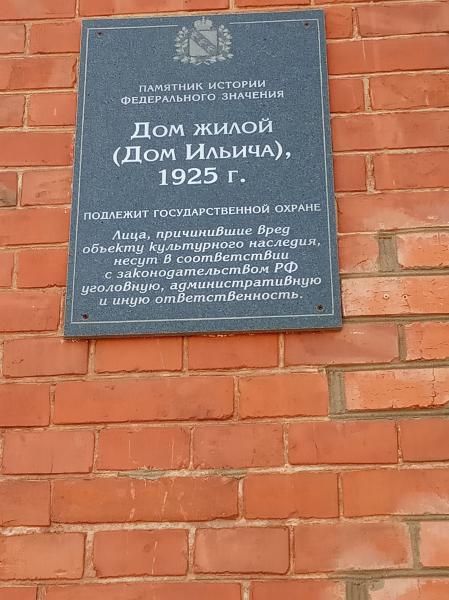 ПАМЯТНИК ИСТОРИИ
ФЕДЕРАЛЬНОГО ЗНАЧЕНИЯ
Дом жилой
(Дом Ильича),
1925 г.
ПОДЛЕЖИТ ГОСУДАРСТВЕННОЙ ОХРАНЕ
Лица, причинившие вред
объекту культурного наследия,
несут в соответствии
с законодательством РФ
уголовную, административную
и иную ответственность.